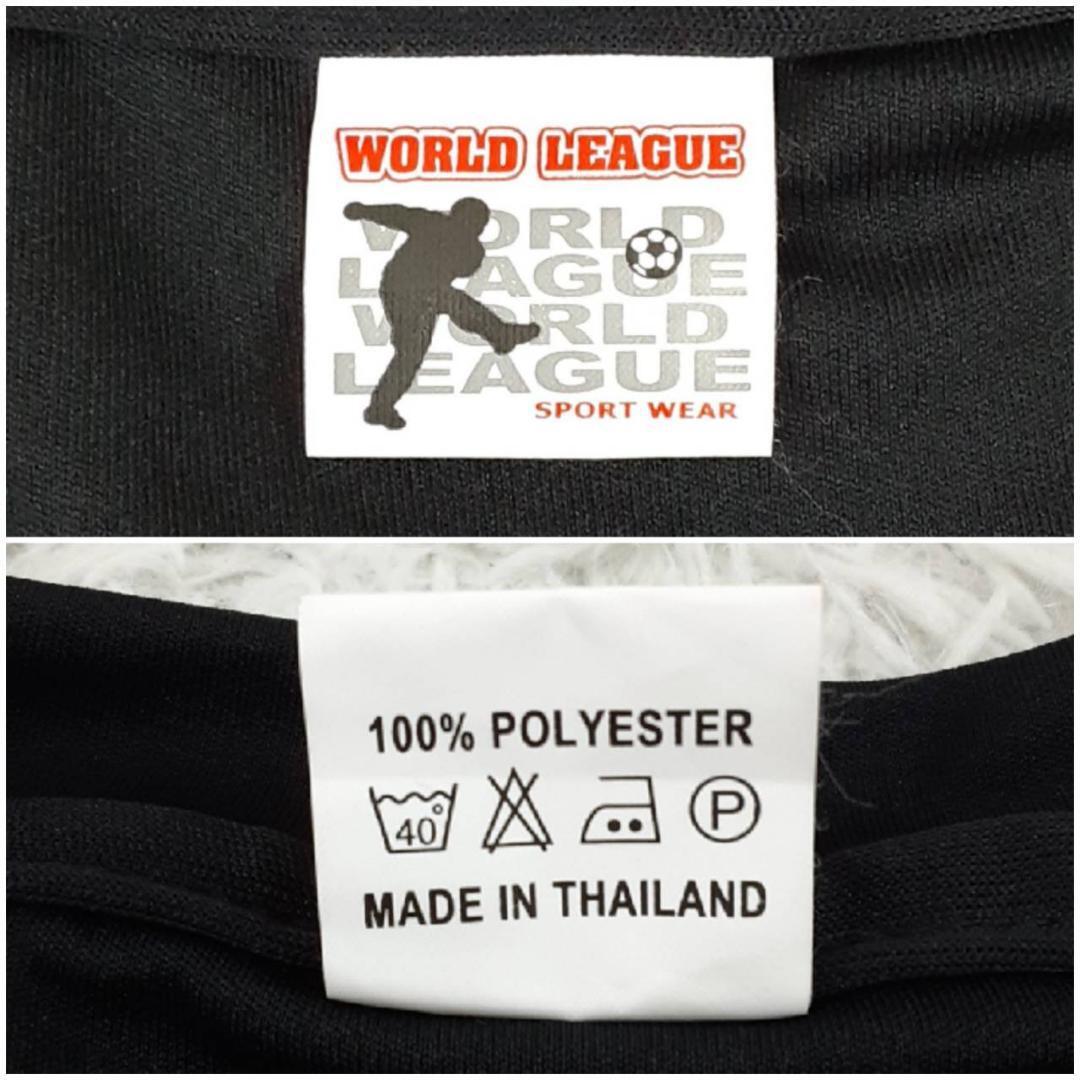 WORLD LEAGUE
WORLD
LEAGUE
WORLD
LEAGUE
SPORT WEAR
100% POLYESTER
40°
P
MADE IN THAILAND